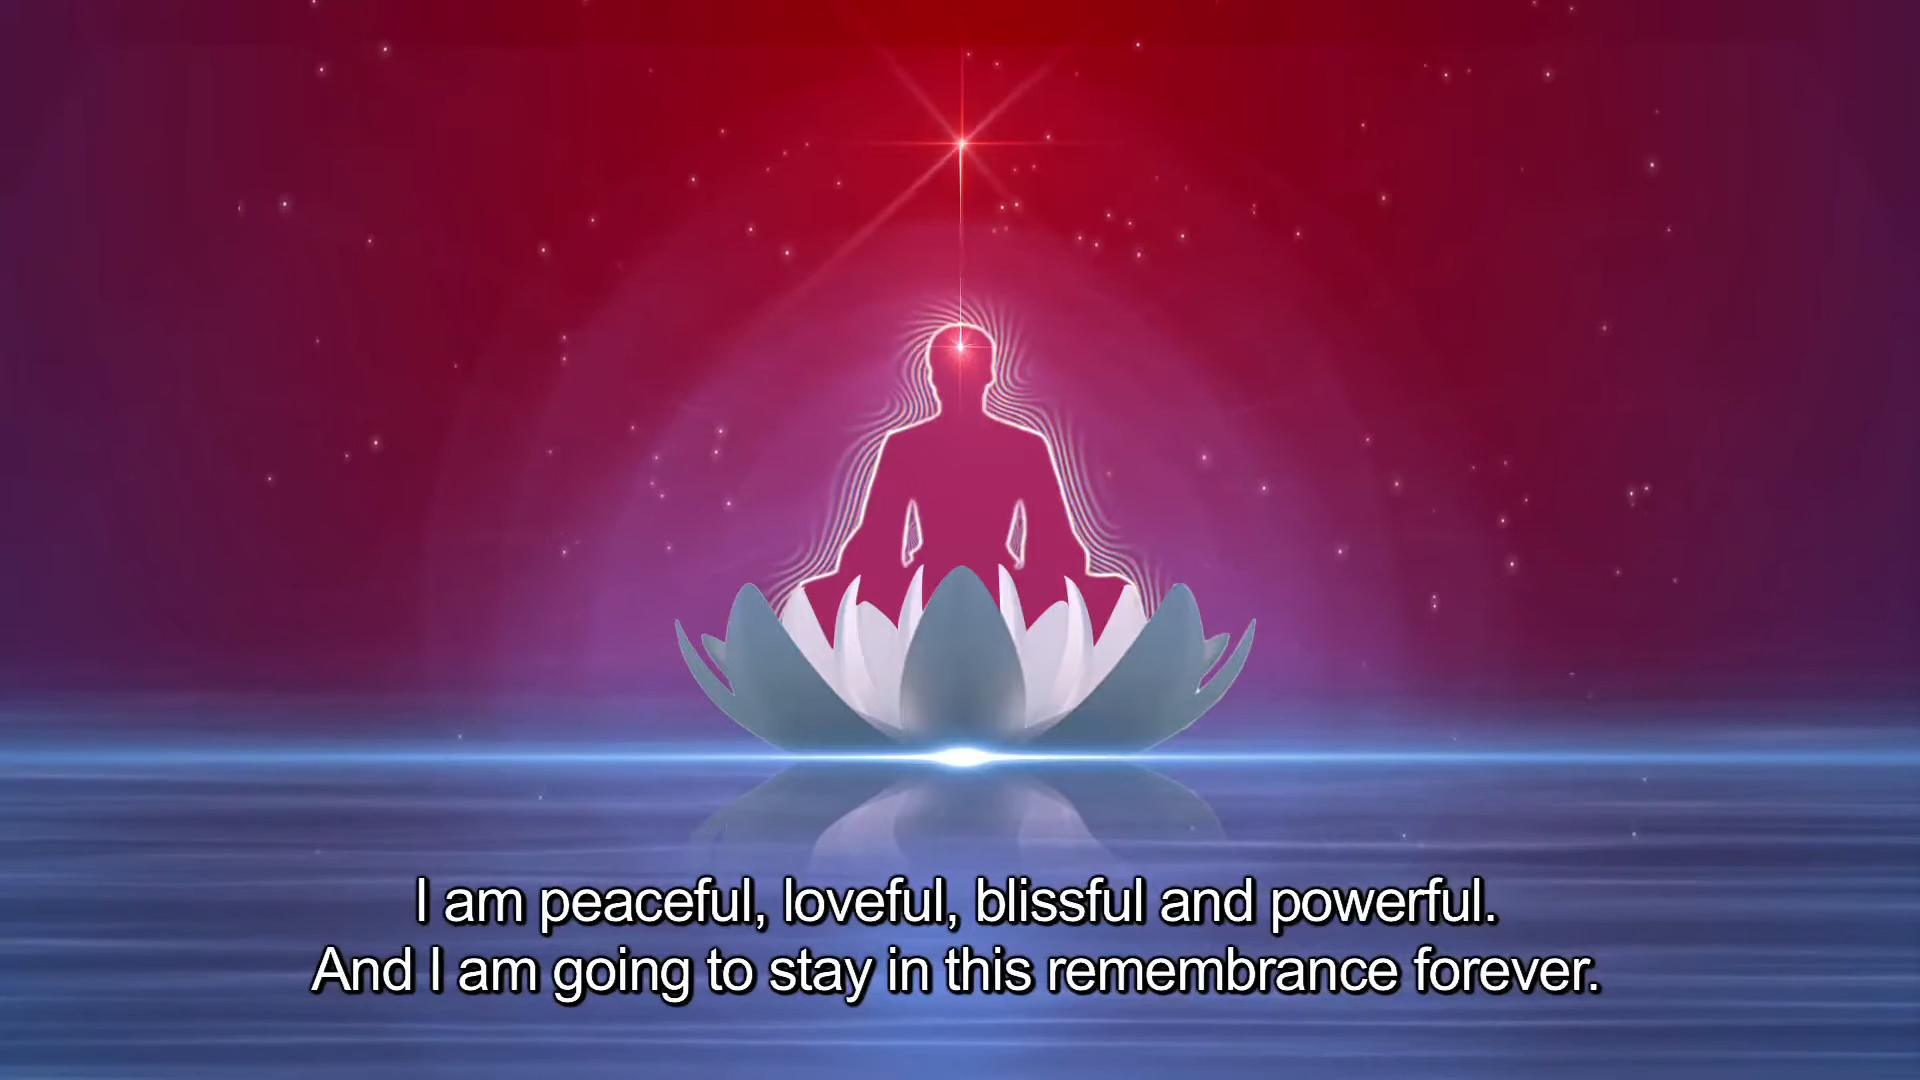 I am peaceful, loveful, blissful and powerful.
And I am going to stay in this remembrance forever.